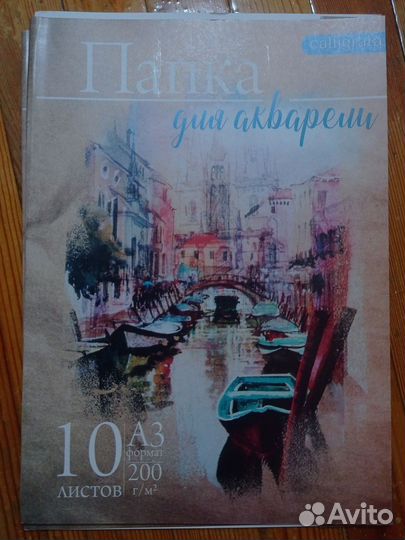 calligrata
Папка
для акварели
10
листов
А3
формат
200
г/м²
Avito